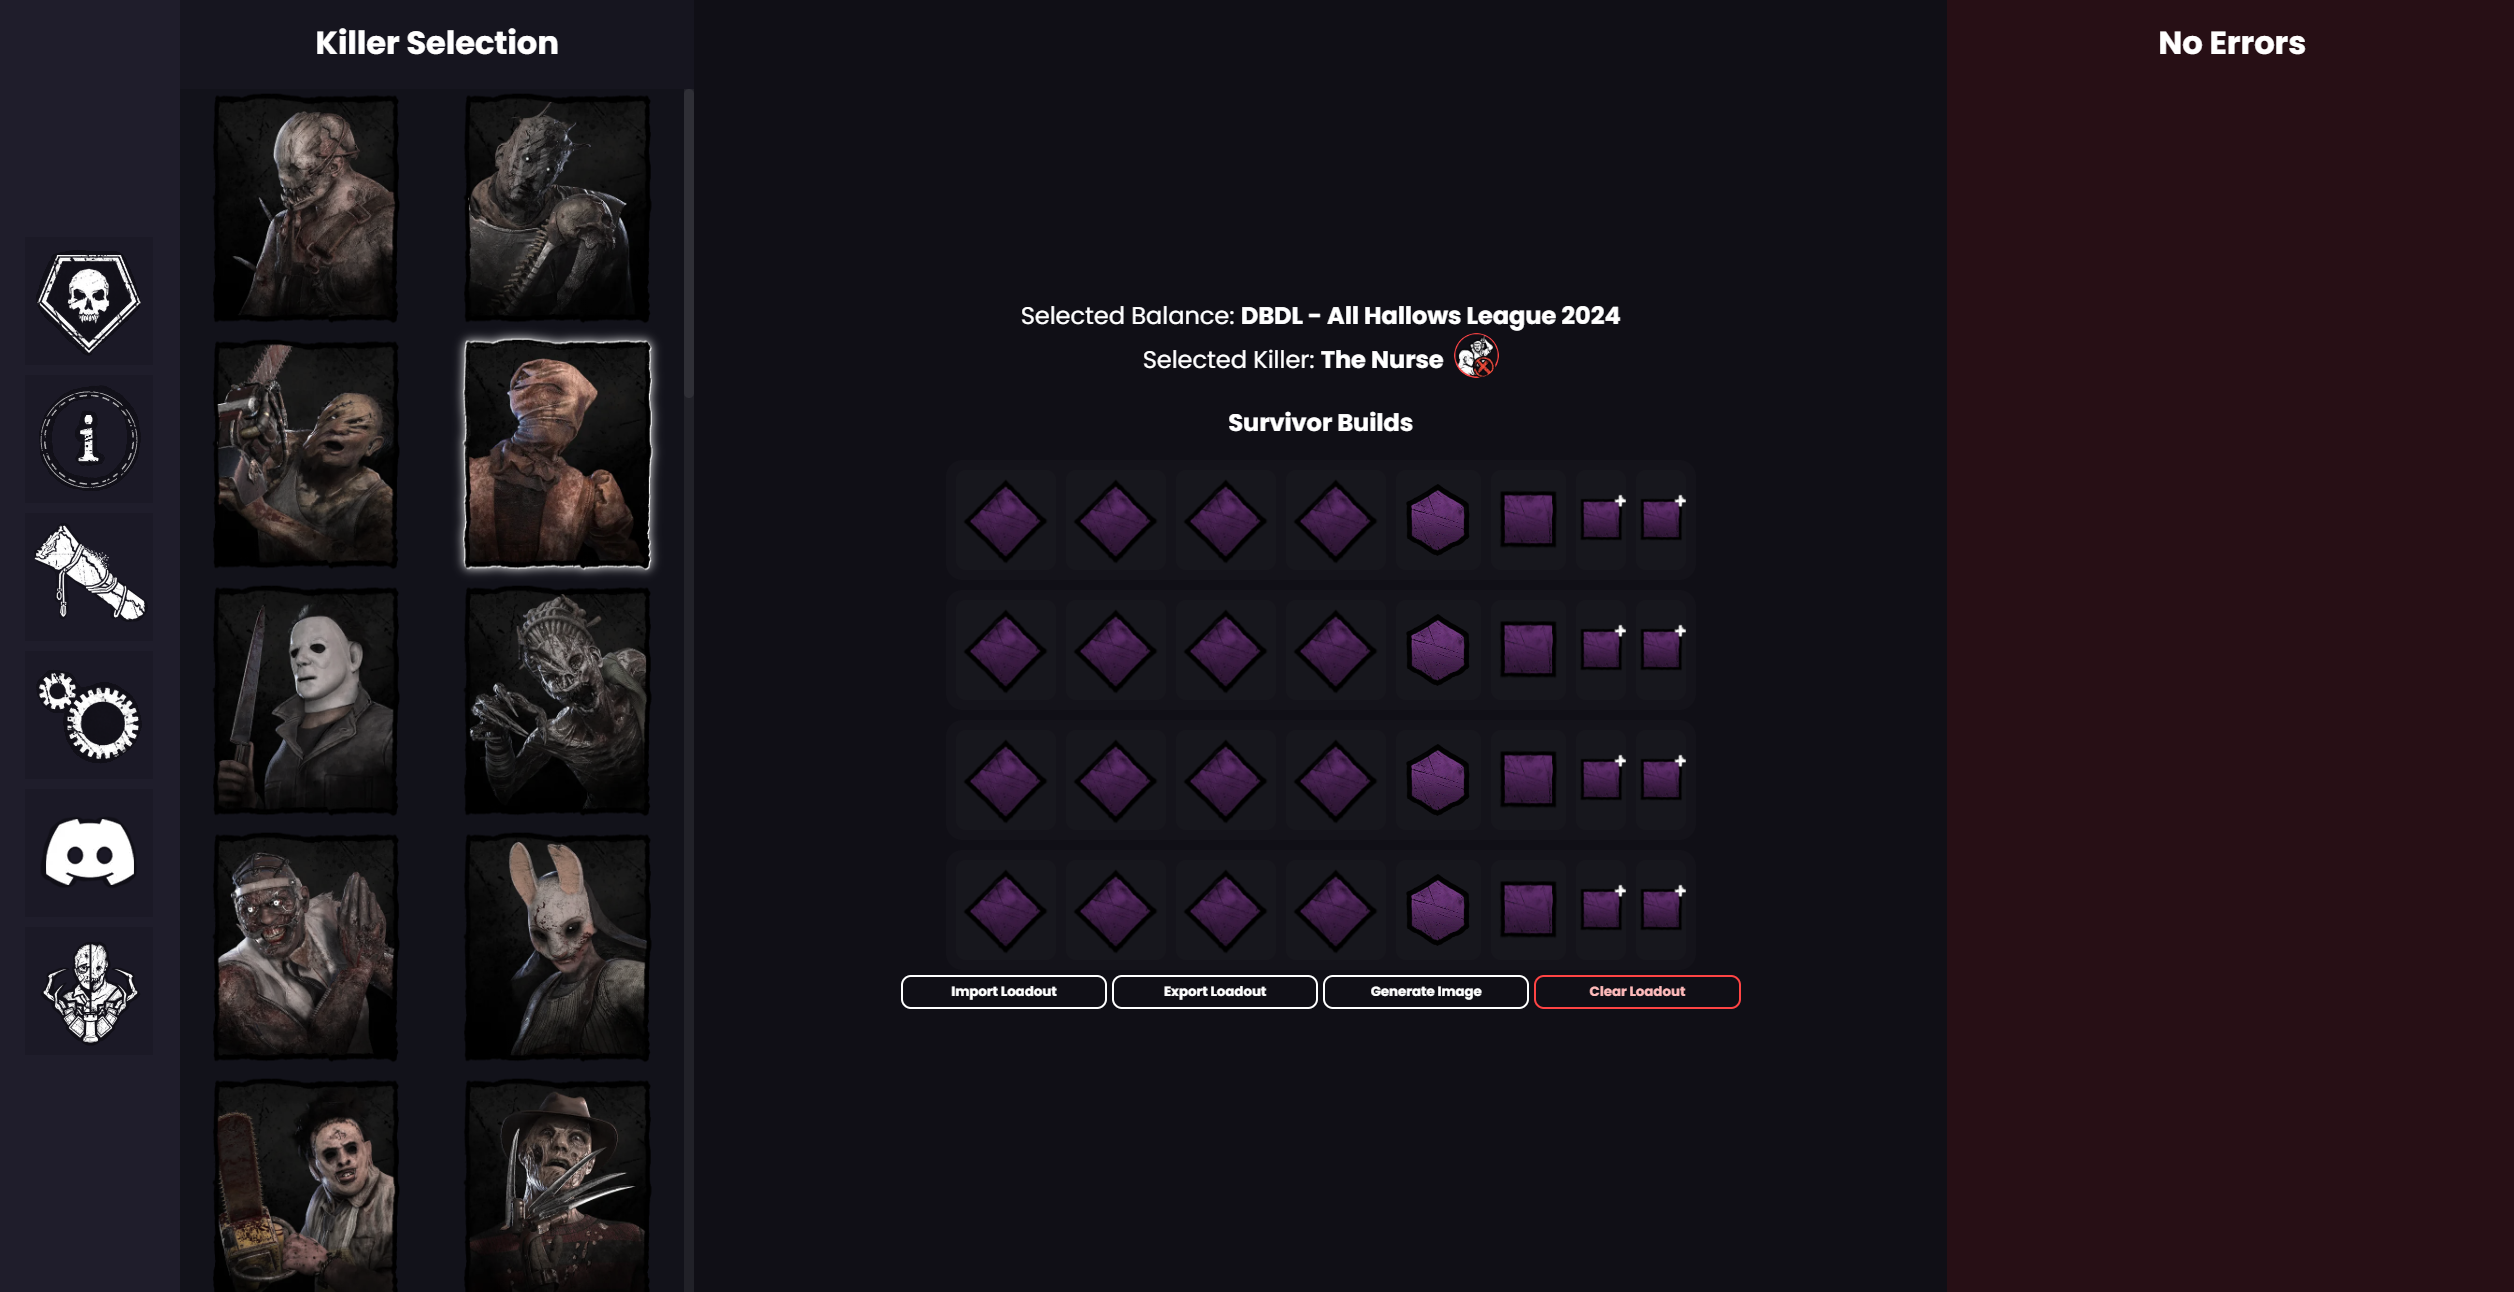 Killer Selection
Selected Balance: DBDL - All Hallows League 2024
Selected Killer: The Nurse
Survivor Builds
Import Loadout
Export Loadout
Generate Image
Clear Loadout
No Errors